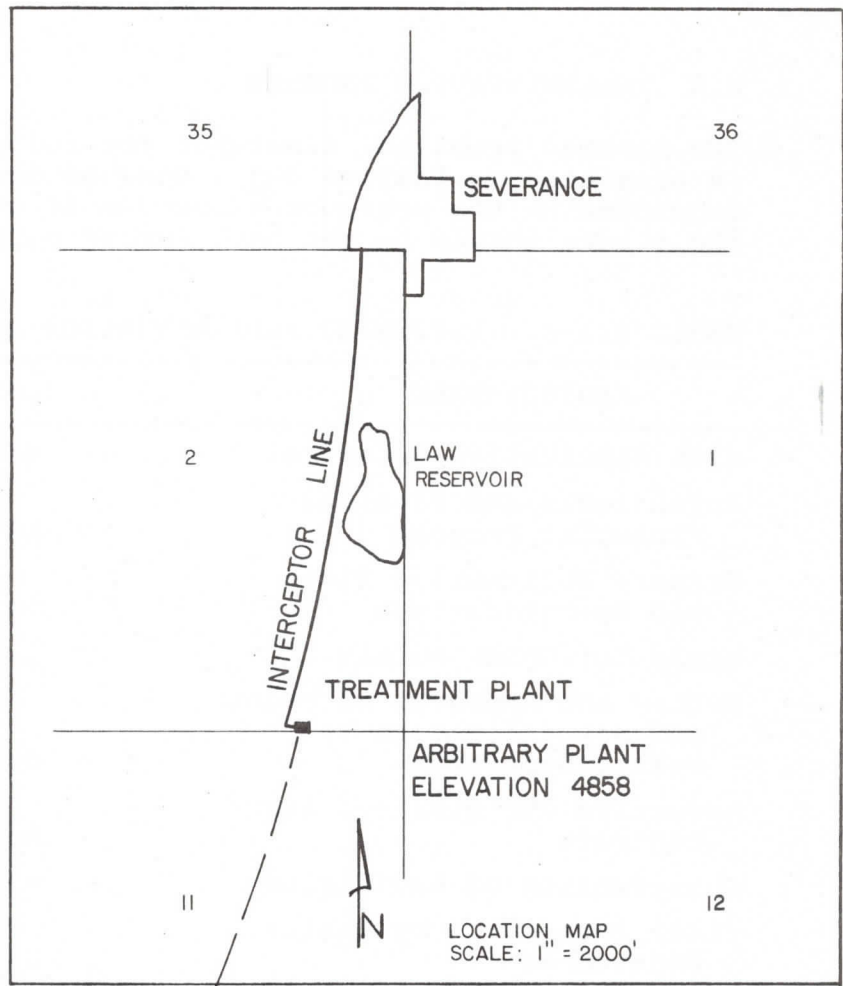 35
36
SEVERANCE
2
INTERCEPTOR LINE
LAW
RESERVOIR
1
TREATMENT PLANT
ARBITRARY PLANT
ELEVATION 4858
11
N
12
LOCATION MAP
SCALE: 1" = 2000'